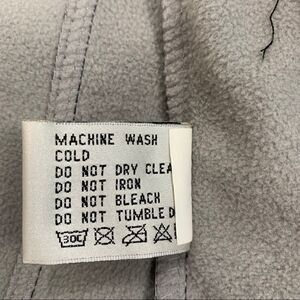 MACHINE WASH
COLD
DO NOT DRY CLEA
DO NOT IRON
DO NOT BLEACH
DO NOT TUMBLE D
30C